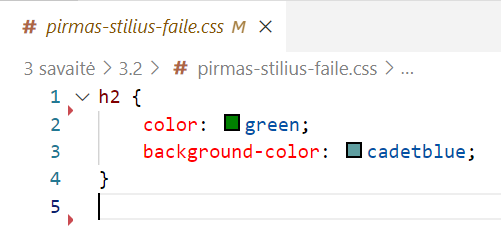 # pirmas-stilius-faile.css M ×
3 savaitė > 3.2 > # pirmas-stilius-faile.css > ...
1 h2 {
2 color: green;
3 background-color: cadetblue;
4 }
5